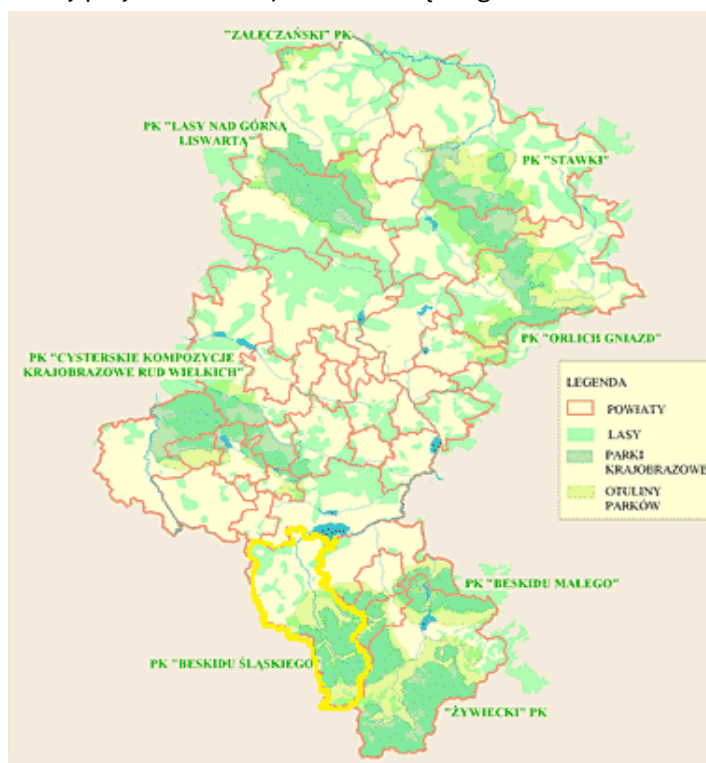 "ZAŁĘCZAŃSKI" PK
PK "LASY NAD GÓRNĄ
LISWARTĄ"
PK "STAWKI"
PK "ORLICH GNIAZD"
PK "CYSTERSKIE KOMPOZYCJE
KRAJOBRAZOWE RUD WIELKICH"
LEGENDA
POWIATY
LASY
PARKI
KRAJOBRAZOWE
OTULINY
PARKÓW
PK "BESKIDU MAŁEGO"
PK "BESKIDU ŚLĄSKIEGO
"ŻYWIECKI" PK